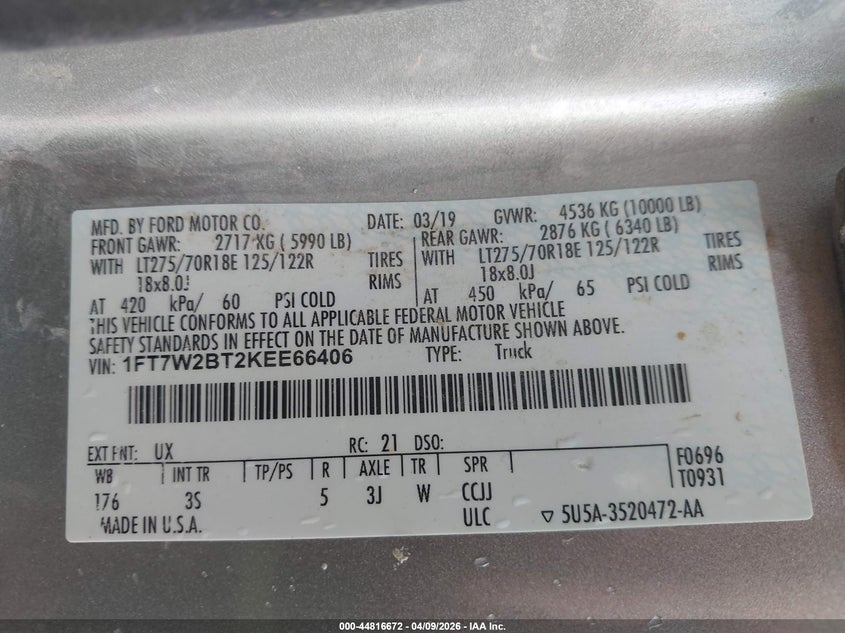 MFD. BY FORD MOTOR CO. DATE: 03/19 GVWR: 4536 KG (10000 LB)
FRONT GAWR: 2717 KG ( 5990 LB) REAR GAWR: 2876 KG ( 6340 LB)
WITH LT275/70R18E 125/122R TIRES WITH LT275/70R18E 125/122R TIRES
18x8.0J RIMS 18x8.0J RIMS
AT 420 kPa/ 60 PSI COLD AT 450 kPa/ 65 PSI COLD
THIS VEHICLE CONFORMS TO ALL APPLICABLE FEDERAL MOTOR VEHICLE
SAFETY STANDARDS IN EFFECT ON THE DATE OF MANUFACTURE SHOWN ABOVE.
VIN: 1FT7W2BT2KEE66406 TYPE: Truck
EXT PNT: UX RC: 21 DSO: F0696
WB INT TR TP/PS R AXLE TR SPR T0931
176 3S 5 3J W CCJJ
MADE IN U.S.A. ULC ▽ 5U5A-3520472-AA
000-44816672 - 04/09/2026 - IAA Inc.